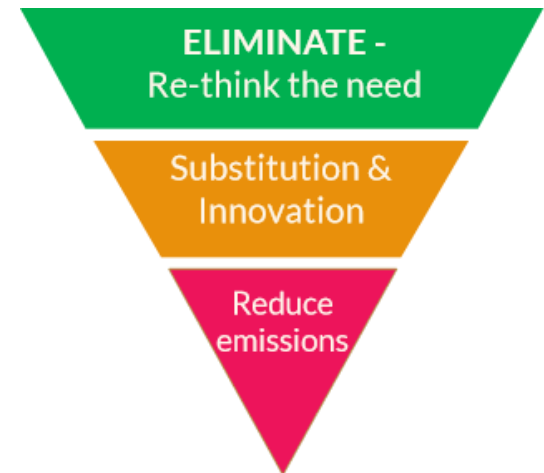 ELIMINATE -
Re-think the need
Substitution &
Innovation
Reduce
emissions